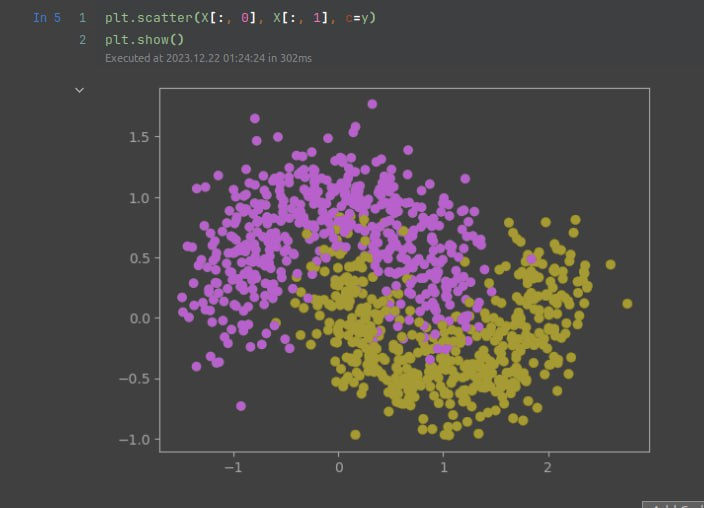 In 5 1 plt.scatter(X[:, 0], X[:, 1], c=y)
2 plt.show()
Executed at 2023.12.22 01:24:24 in 302ms
1.5
1.0
0.5
0.0
−0.5
−1.0
−1 0 1 2